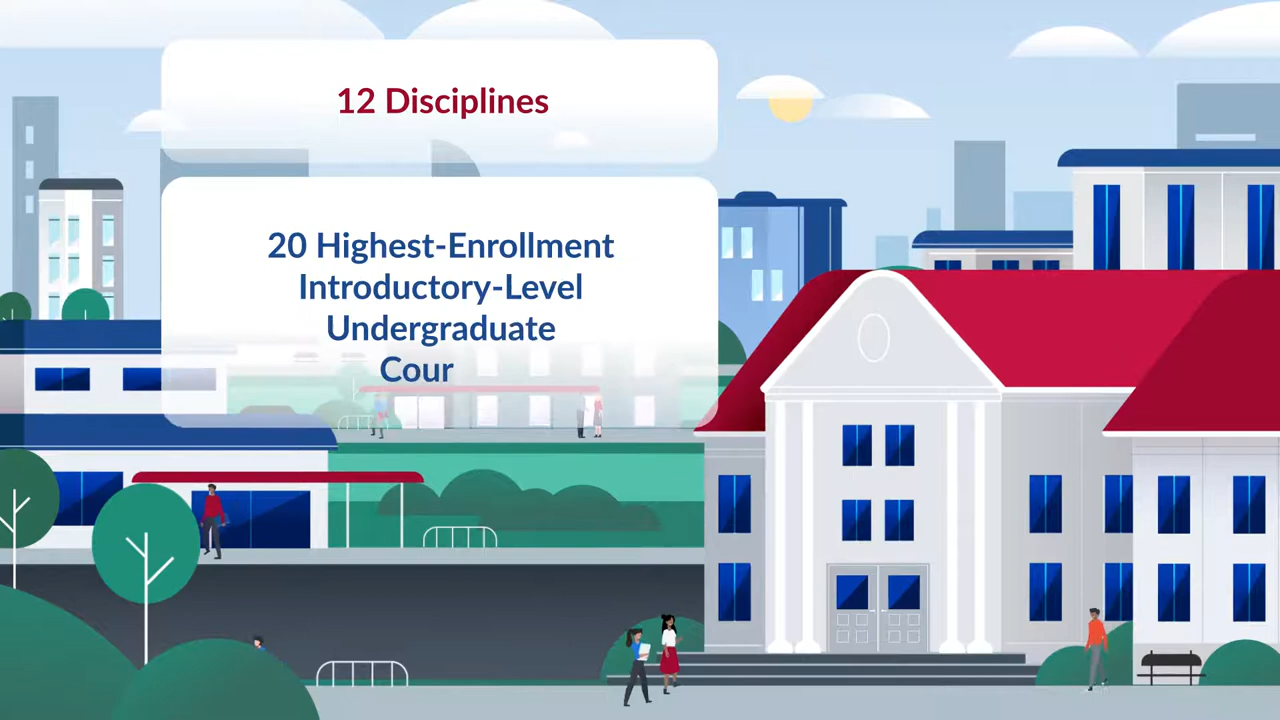 12 Disciplines
20 Highest-Enrollment
Introductory-Level
Undergraduate
Cour